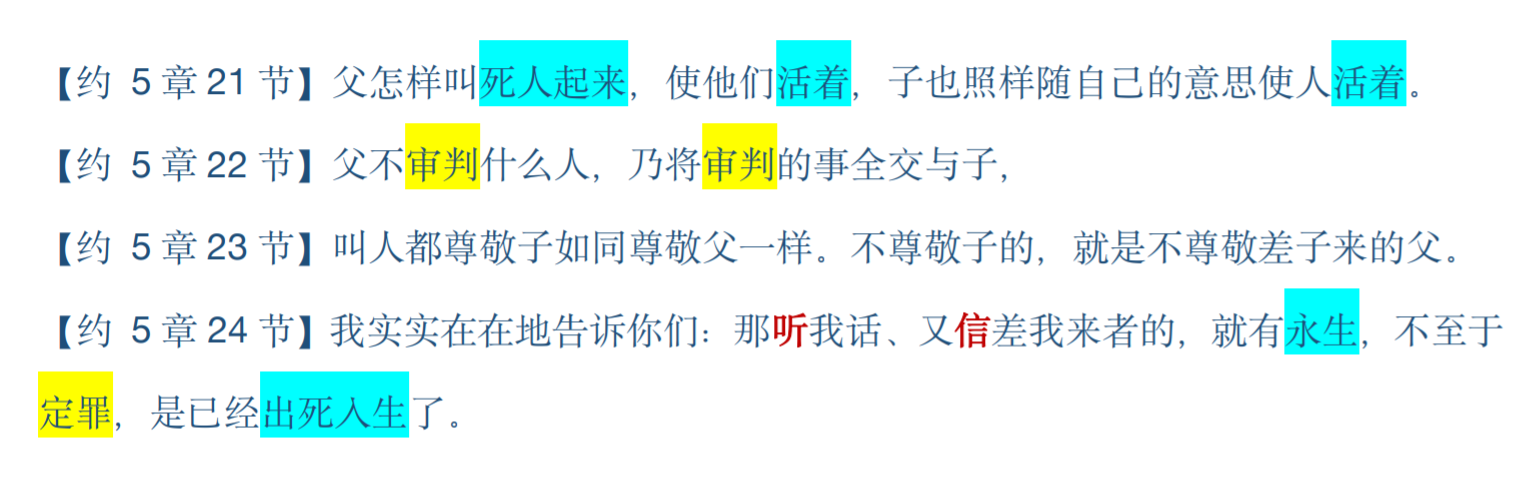 【约 5 章 21 节】父怎样叫死人起来，使他们活着，子也照样随自己的意思使人活着。
【约 5 章 22 节】父不审判什么人，乃将审判的事全交与子，
【约 5 章 23 节】叫人都尊敬子如同尊敬父一样。不尊敬子的，就是不尊敬差子来的父。
【约 5 章 24 节】我实实在在地告诉你们：那听我话、又信差我来者的，就有永生，不至于
定罪，是已经出死入生了。